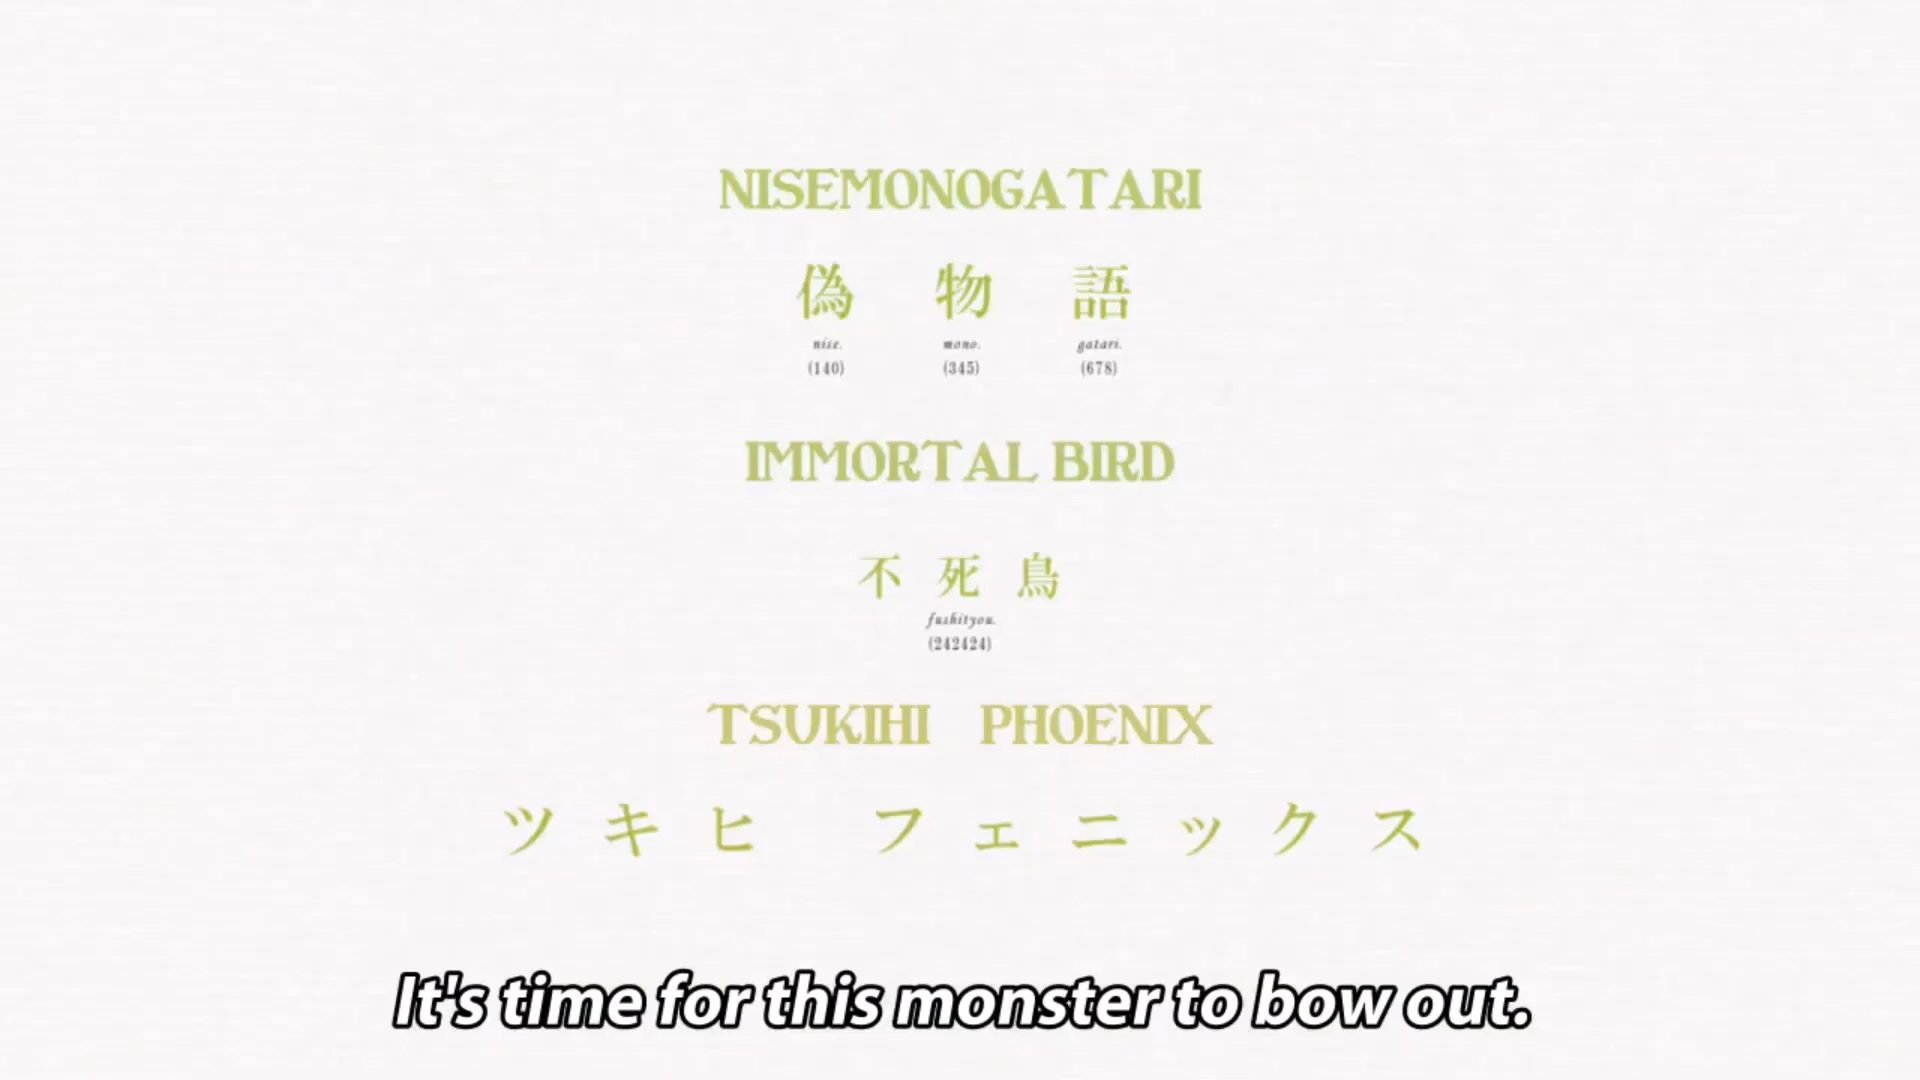 NISEMONOGATARI
偽 物 語
nise. mono. gatari.
(140) (345) (678)
IMMORTAL BIRD
不 死 鳥
fushityou.
(242424)
TSUKIHI PHOENIX
ツキヒ フェニックス
It's time for this monster to bow out.